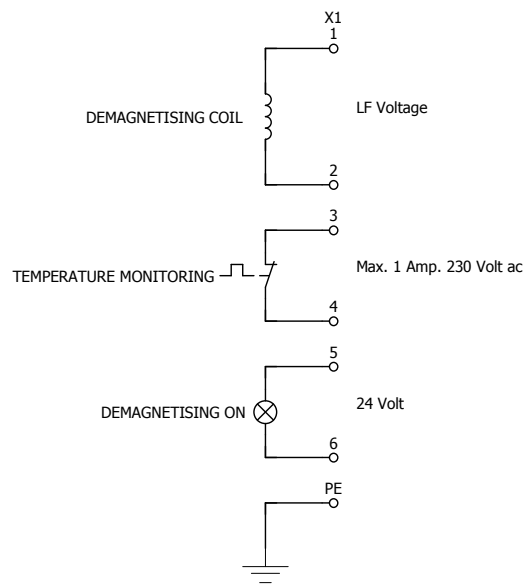 X1
1
DEMAGNETISING COIL
LF Voltage
2
3
TEMPERATURE MONITORING
Max. 1 Amp. 230 Volt ac
4
5
DEMAGNETISING ON
24 Volt
6
PE